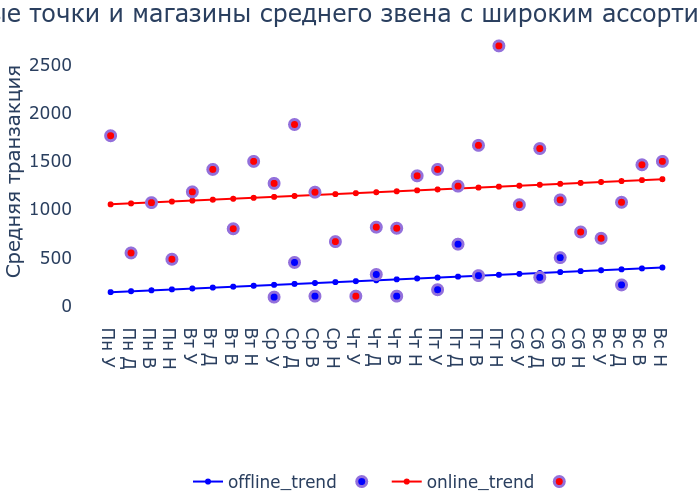 ые точки и магазины среднего звена с широким ассорти
Средняя транзакция
2500
2000
1500
1000
500
0
Пн У
Пн Д
Пн В
Пн Н
Вт У
Вт Д
Вт В
Вт Н
Ср У
Ср Д
Ср В
Ср Н
Чт У
Чт Д
Чт В
Чт Н
Пт У
Пт Д
Пт В
Пт Н
Сб У
Сб Д
Сб В
Сб Н
Вс У
Вс Д
Вс В
Вс Н
offline_trend
online_trend